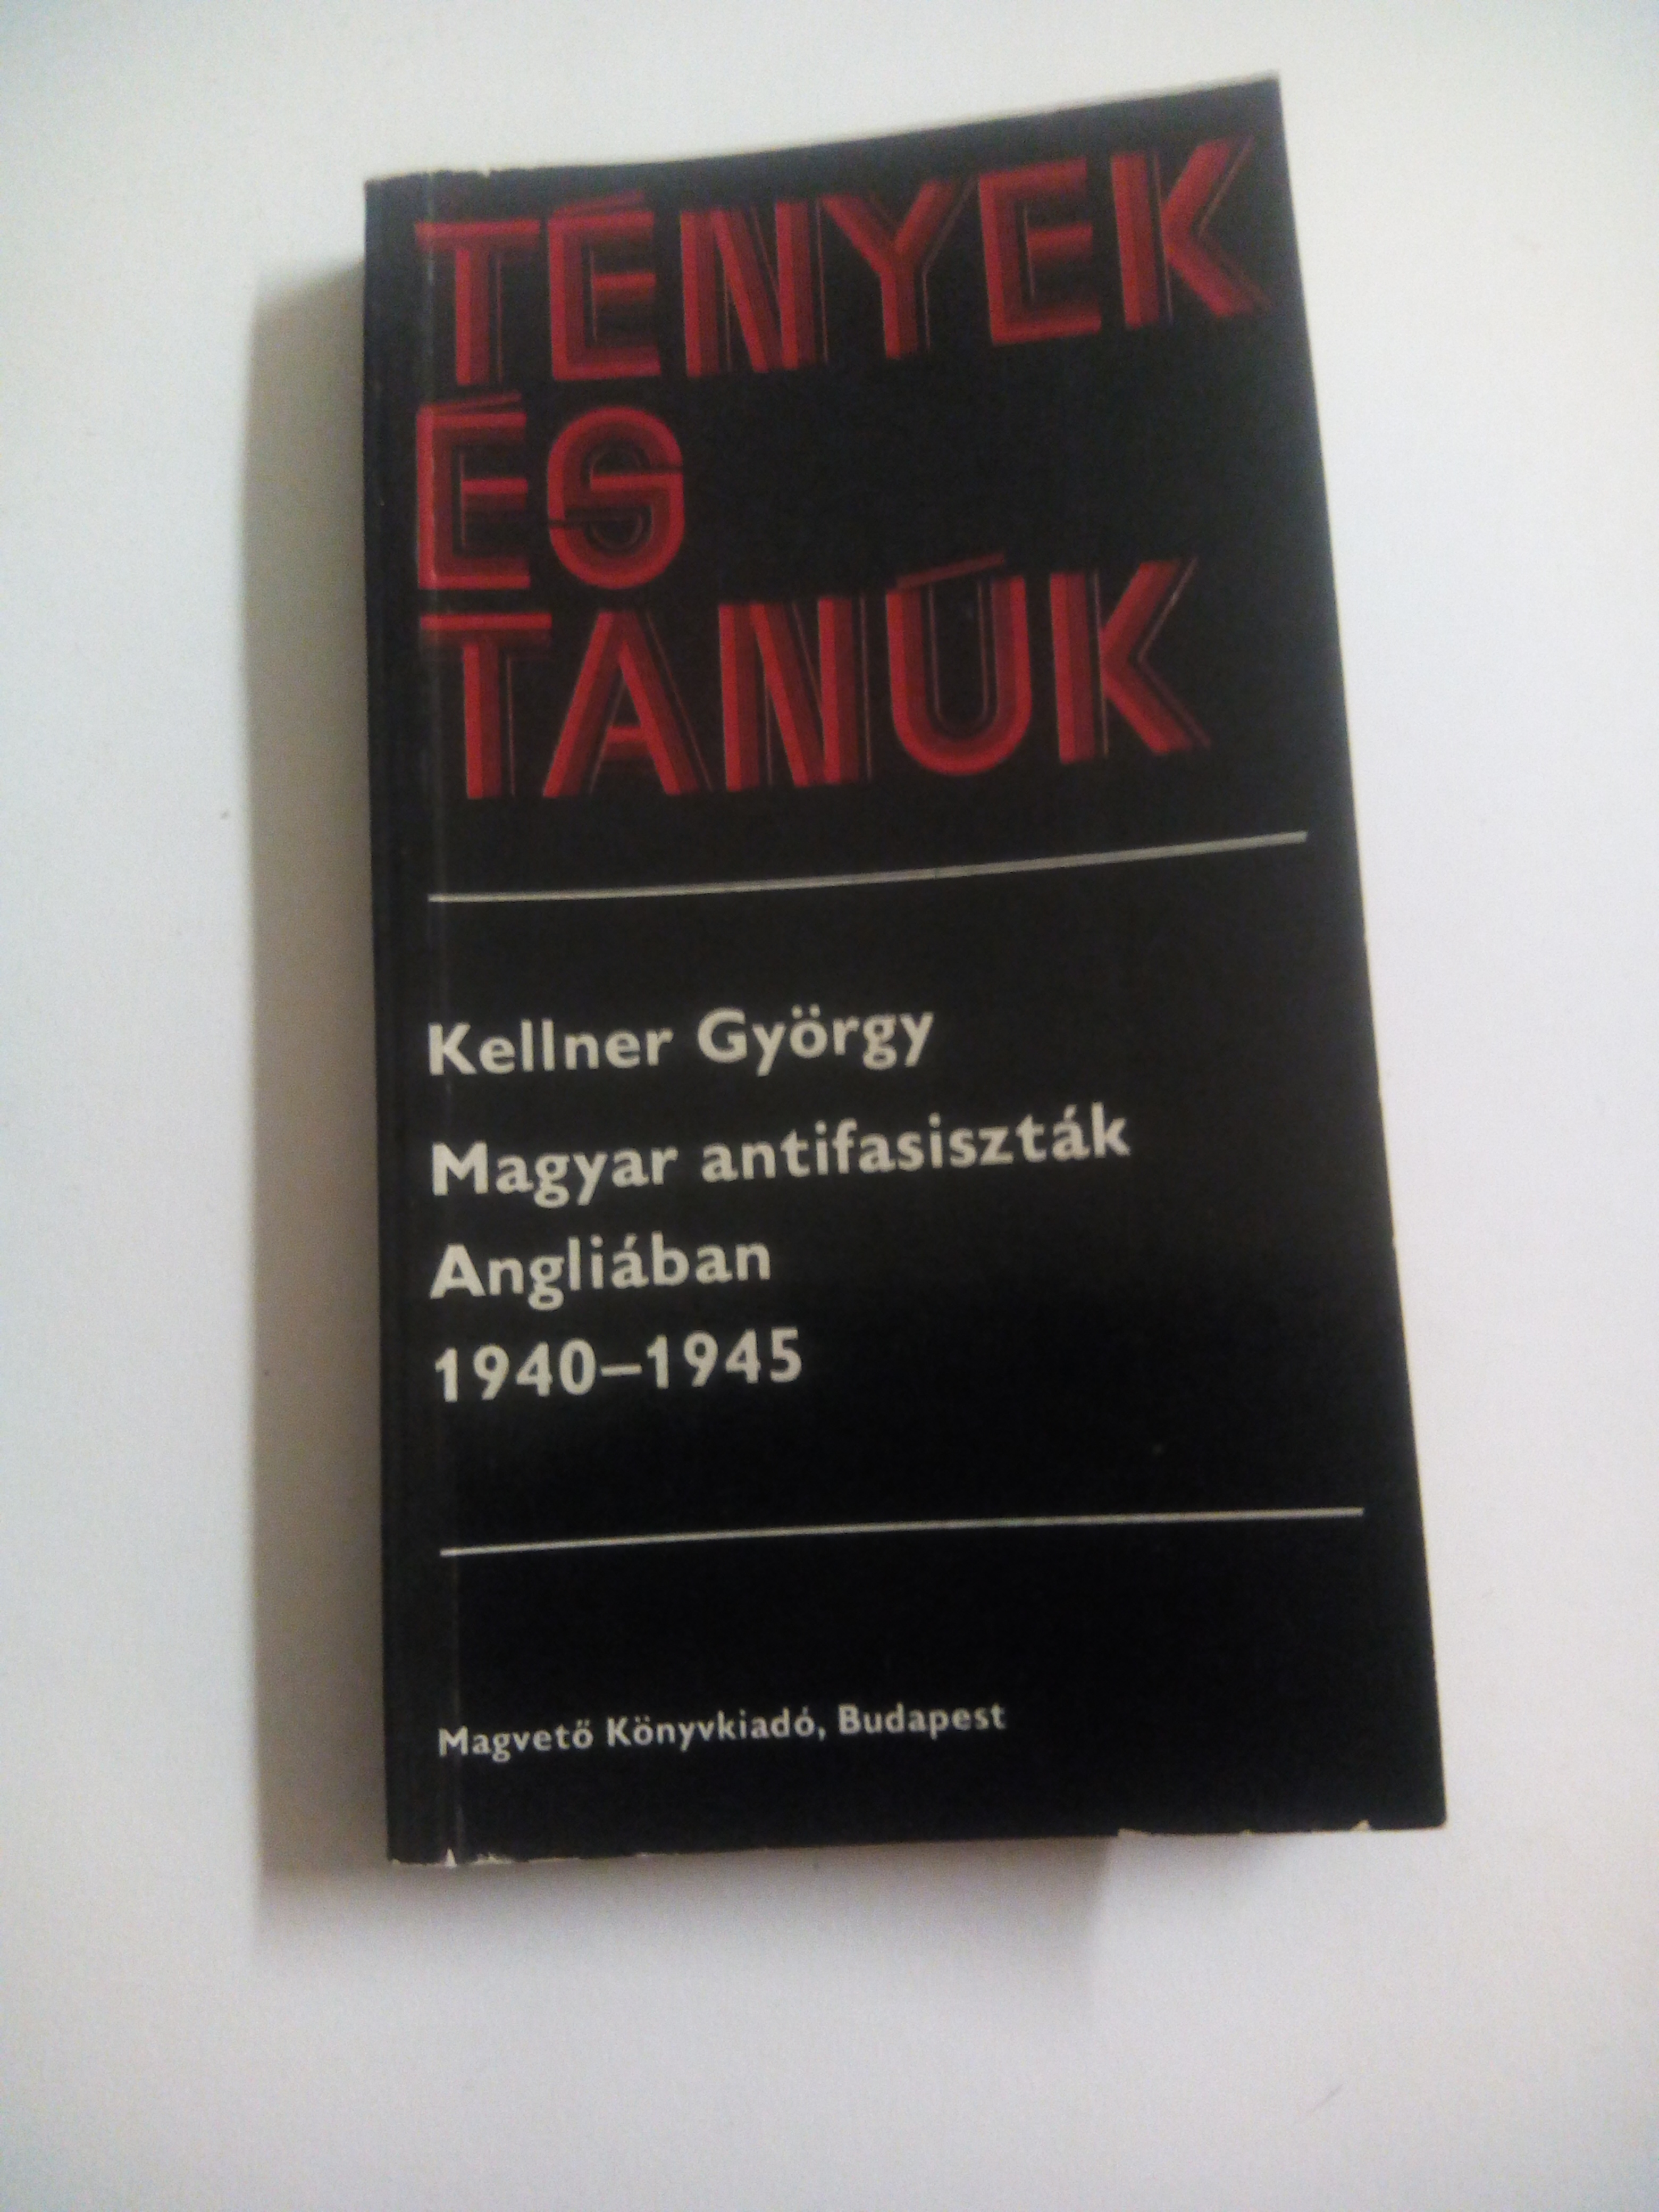 TÉNYEK
ÉS
TANÚK
Kellner György
Magyar antifasiszták
Angliában
1940–1945
Magvető Könyvkiadó, Budapest